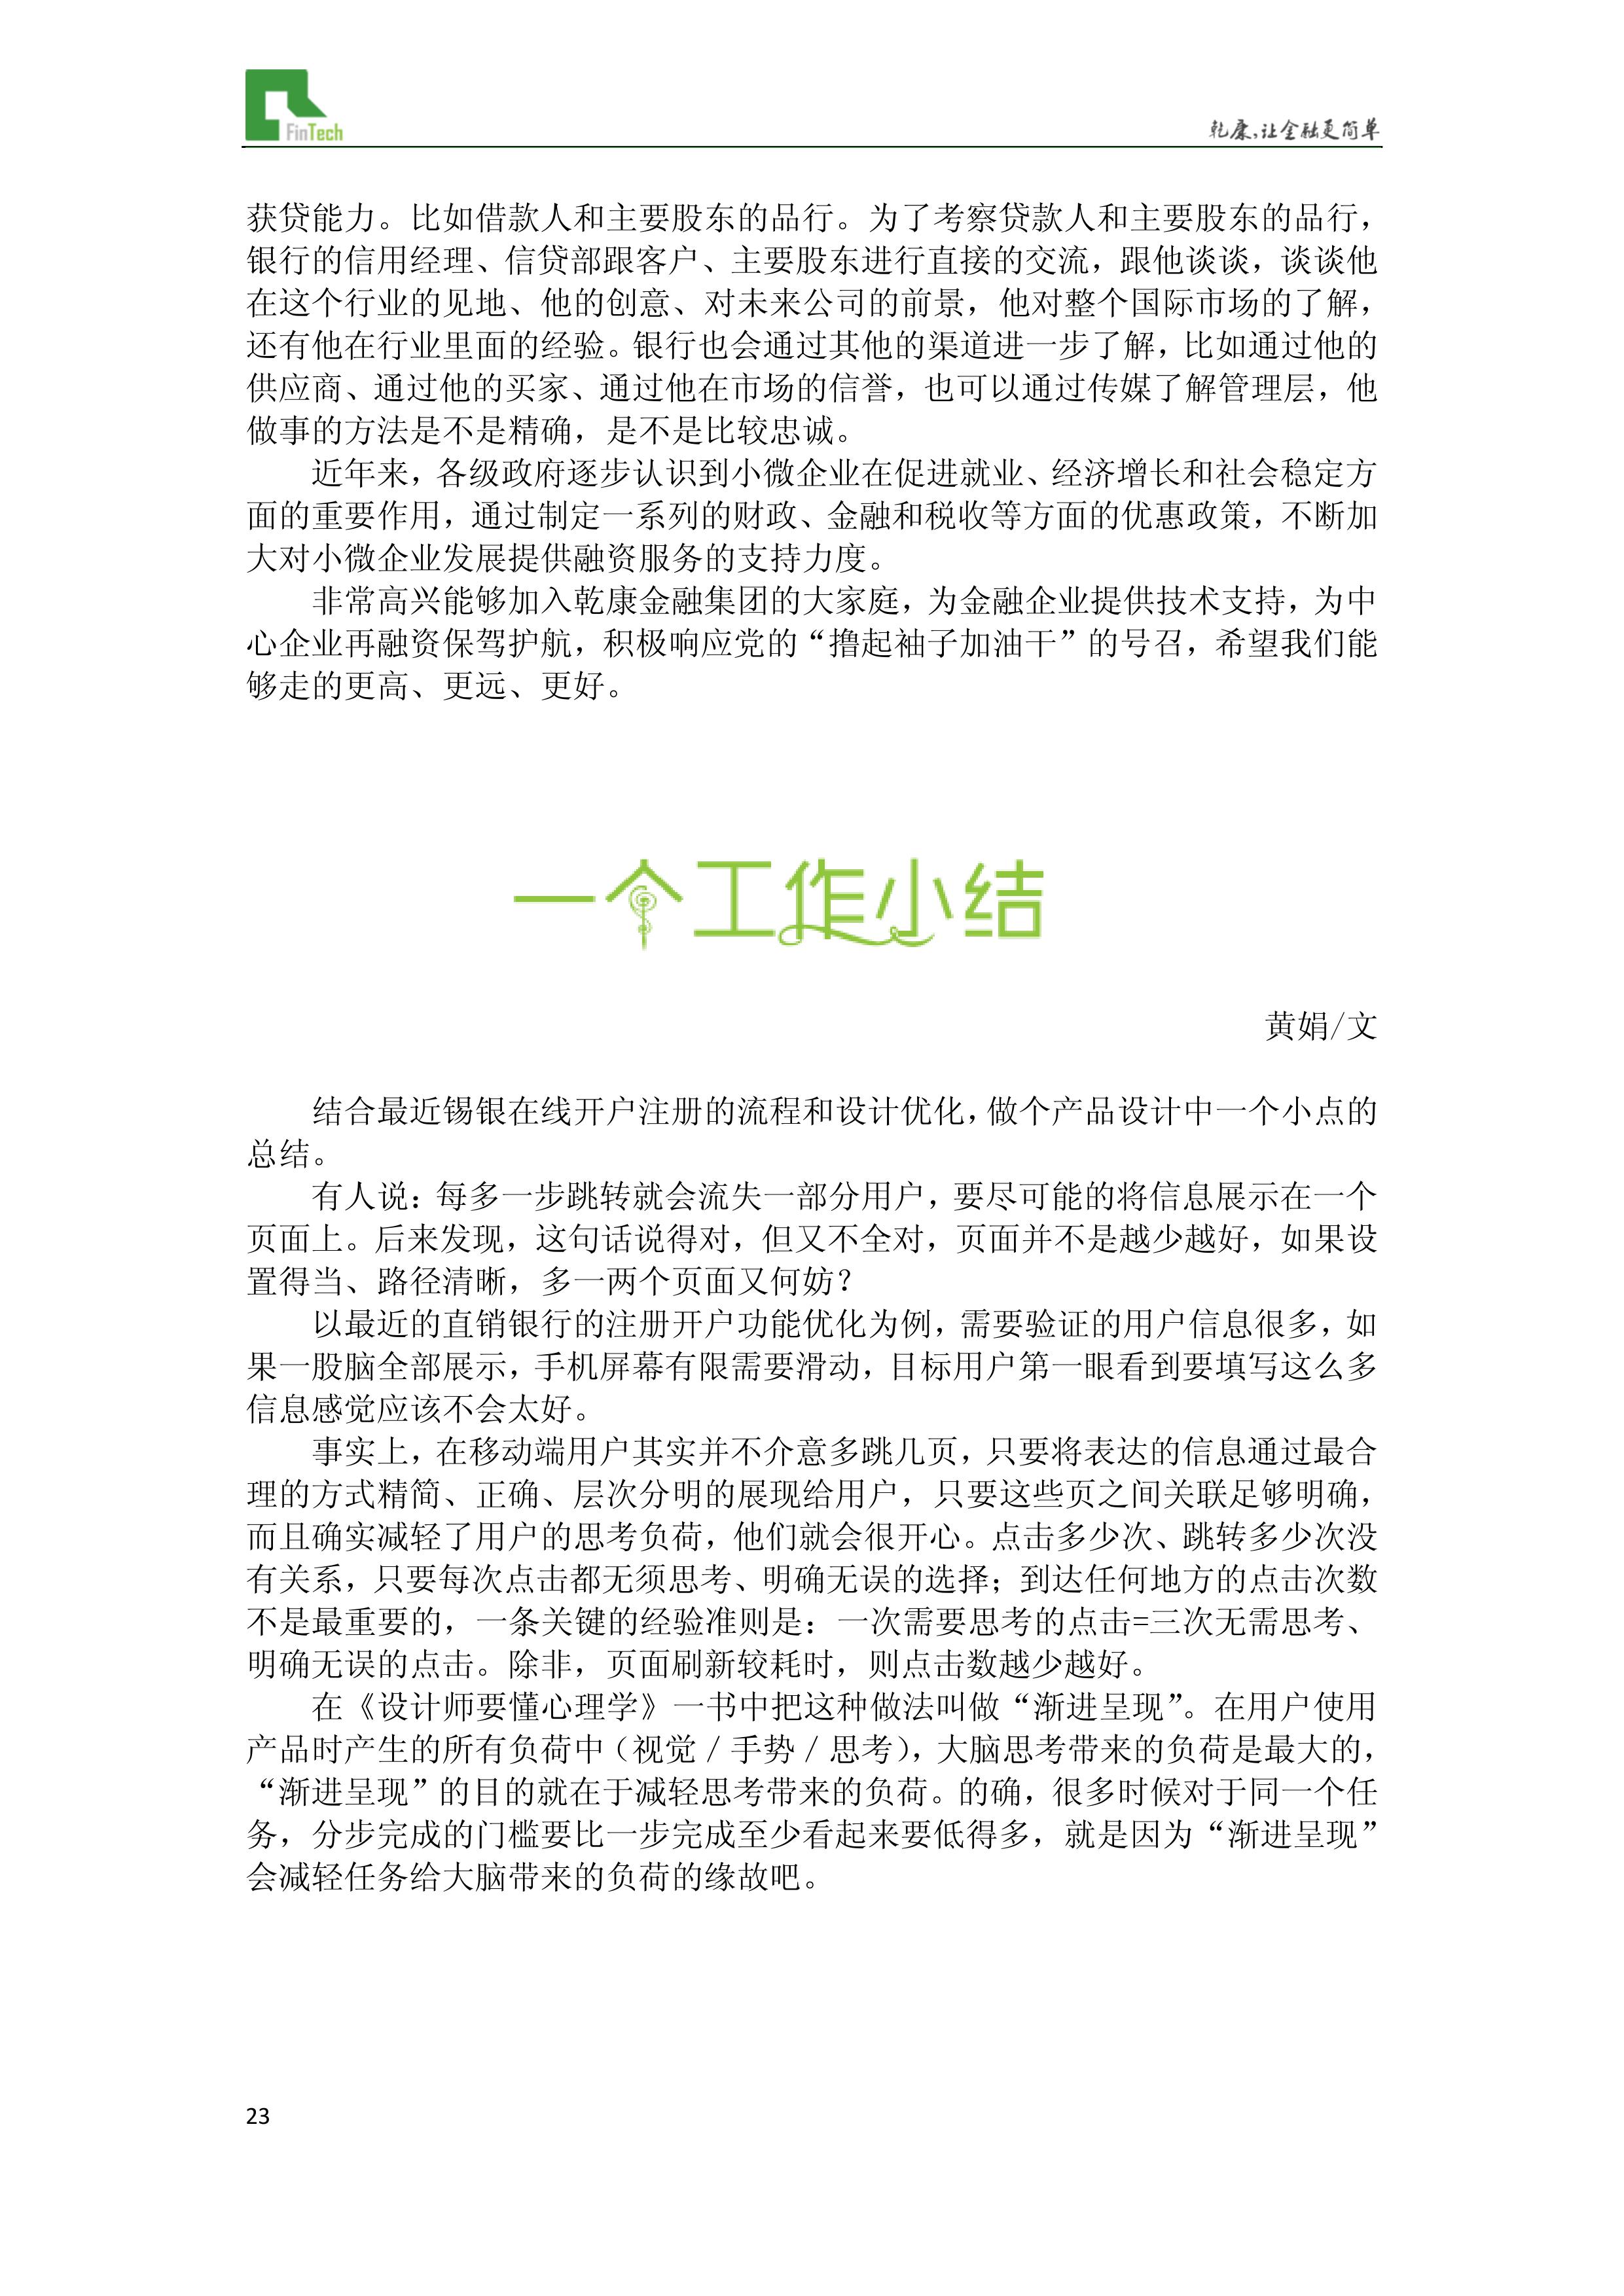 FinTech
乾康,让金融更简单
获贷能力。比如借款人和主要股东的品行。为了考察贷款人和主要股东的品行，
银行的信用经理、信贷部跟客户、主要股东进行直接的交流，跟他谈谈，谈谈他
在这个行业的见地、他的创意、对未来公司的前景，他对整个国际市场的了解，
还有他在行业里面的经验。银行也会通过其他的渠道进一步了解，比如通过他的
供应商、通过他的买家、通过他在市场的信誉，也可以通过传媒了解管理层，他
做事的方法是不是精确，是不是比较忠诚。
近年来，各级政府逐步认识到小微企业在促进就业、经济增长和社会稳定方
面的重要作用，通过制定一系列的财政、金融和税收等方面的优惠政策，不断加
大对小微企业发展提供融资服务的支持力度。
非常高兴能够加入乾康金融集团的大家庭，为金融企业提供技术支持，为中
心企业再融资保驾护航，积极响应党的“撸起袖子加油干”的号召，希望我们能
够走的更高、更远、更好。
一个工作小结
黄娟/文
结合最近锡银在线开户注册的流程和设计优化，做个产品设计中一个小点的
总结。
有人说：每多一步跳转就会流失一部分用户，要尽可能的将信息展示在一个
页面上。后来发现，这句话说得对，但又不全对，页面并不是越少越好，如果设
置得当、路径清晰，多一两个页面又何妨？
以最近的直销银行的注册开户功能优化为例，需要验证的用户信息很多，如
果一股脑全部展示，手机屏幕有限需要滑动，目标用户第一眼看到要填写这么多
信息感觉应该不会太好。
事实上，在移动端用户其实并不介意多跳几页，只要将表达的信息通过最合
理的方式精简、正确、层次分明的展现给用户，只要这些页之间关联足够明确，
而且确实减轻了用户的思考负荷，他们就会很开心。点击多少次、跳转多少次没
有关系，只要每次点击都无须思考、明确无误的选择；到达任何地方的点击次数
不是最重要的，一条关键的经验准则是：一次需要思考的点击=三次无需思考、
明确无误的点击。除非，页面刷新较耗时，则点击数越少越好。
在《设计师要懂心理学》一书中把这种做法叫做“渐进呈现”。在用户使用
产品时产生的所有负荷中（视觉／手势／思考），大脑思考带来的负荷是最大的，
“渐进呈现”的目的就在于减轻思考带来的负荷。的确，很多时候对于同一个任
务，分步完成的门槛要比一步完成至少看起来要低得多，就是因为“渐进呈现”
会减轻任务给大脑带来的负荷的缘故吧。
23